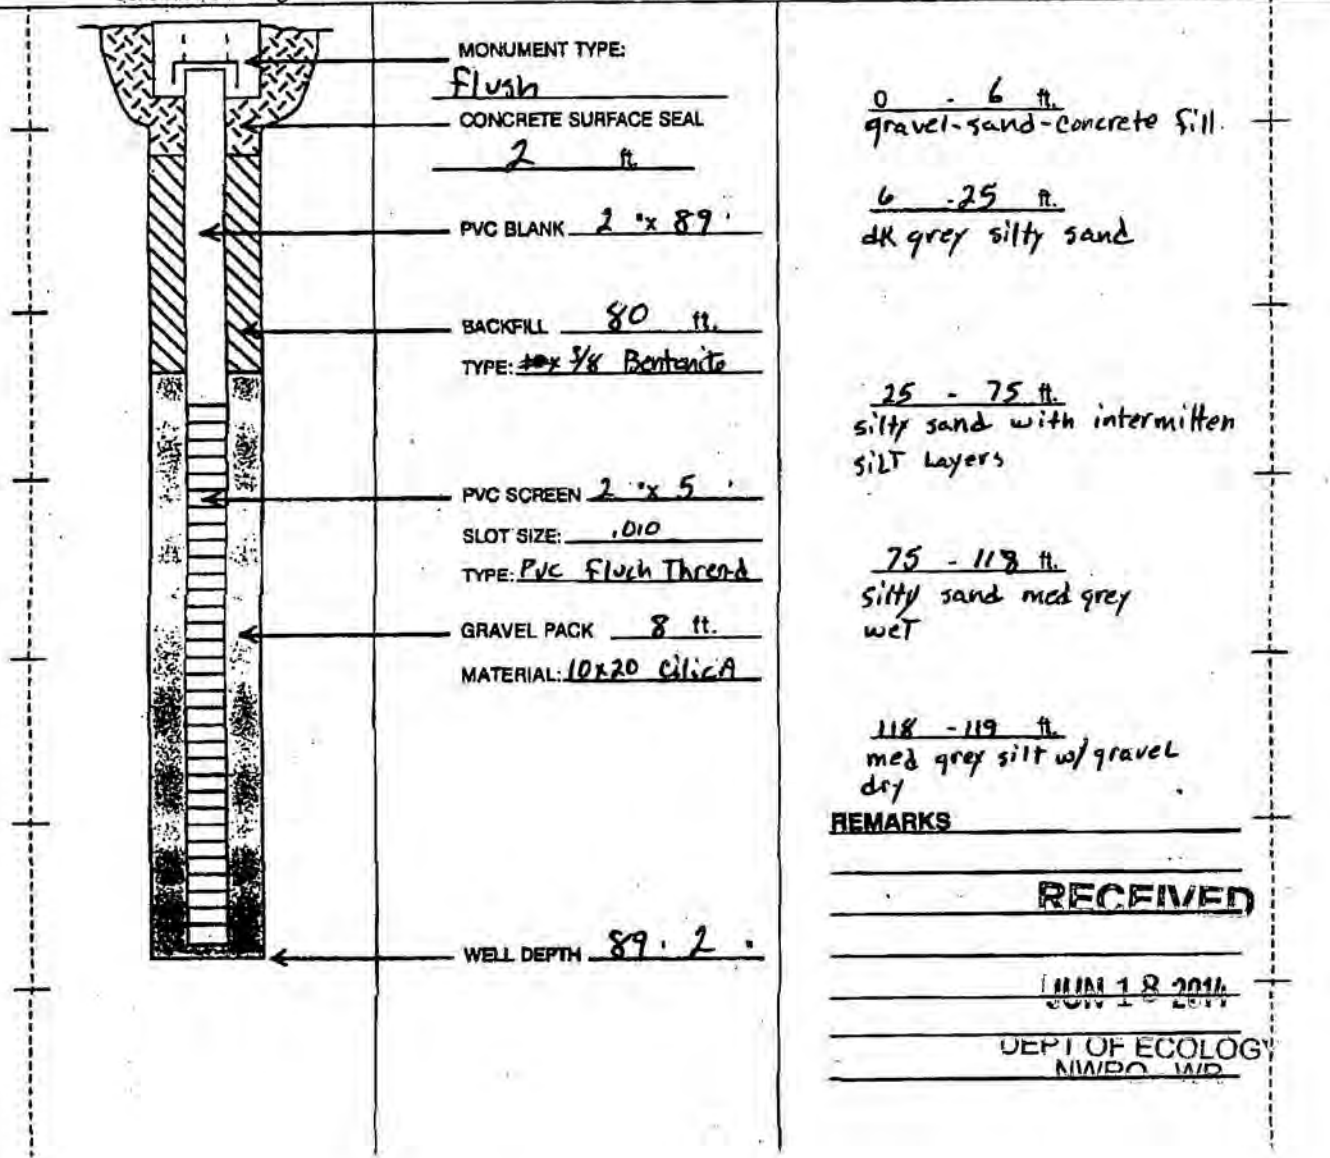 MONUMENT TYPE:
Flush
CONCRETE SURFACE SEAL
2 ft.
PVC BLANK 2 "x 89 '
BACKFILL 80 ft.
TYPE: 3/8 Bentonite
PVC SCREEN 2 "x 5 '
SLOT SIZE: .010
TYPE: PVC Flush Thread
GRAVEL PACK 8 ft.
MATERIAL: 10x20 CilicA
WELL DEPTH 89 ' 2 "
0 - 6 ft.
gravel-sand-concrete fill.
6 - 25 ft.
dK grey silty sand
25 - 75 ft.
silty sand with intermitten
SILT Layers
75 - 118 ft.
silty sand med grey
weT
118 - 119 ft.
med grey silt w/ graveL
dry
REMARKS
RECEIVED
JUN 18 2014
DEPT OF ECOLOGY
NWRO WR